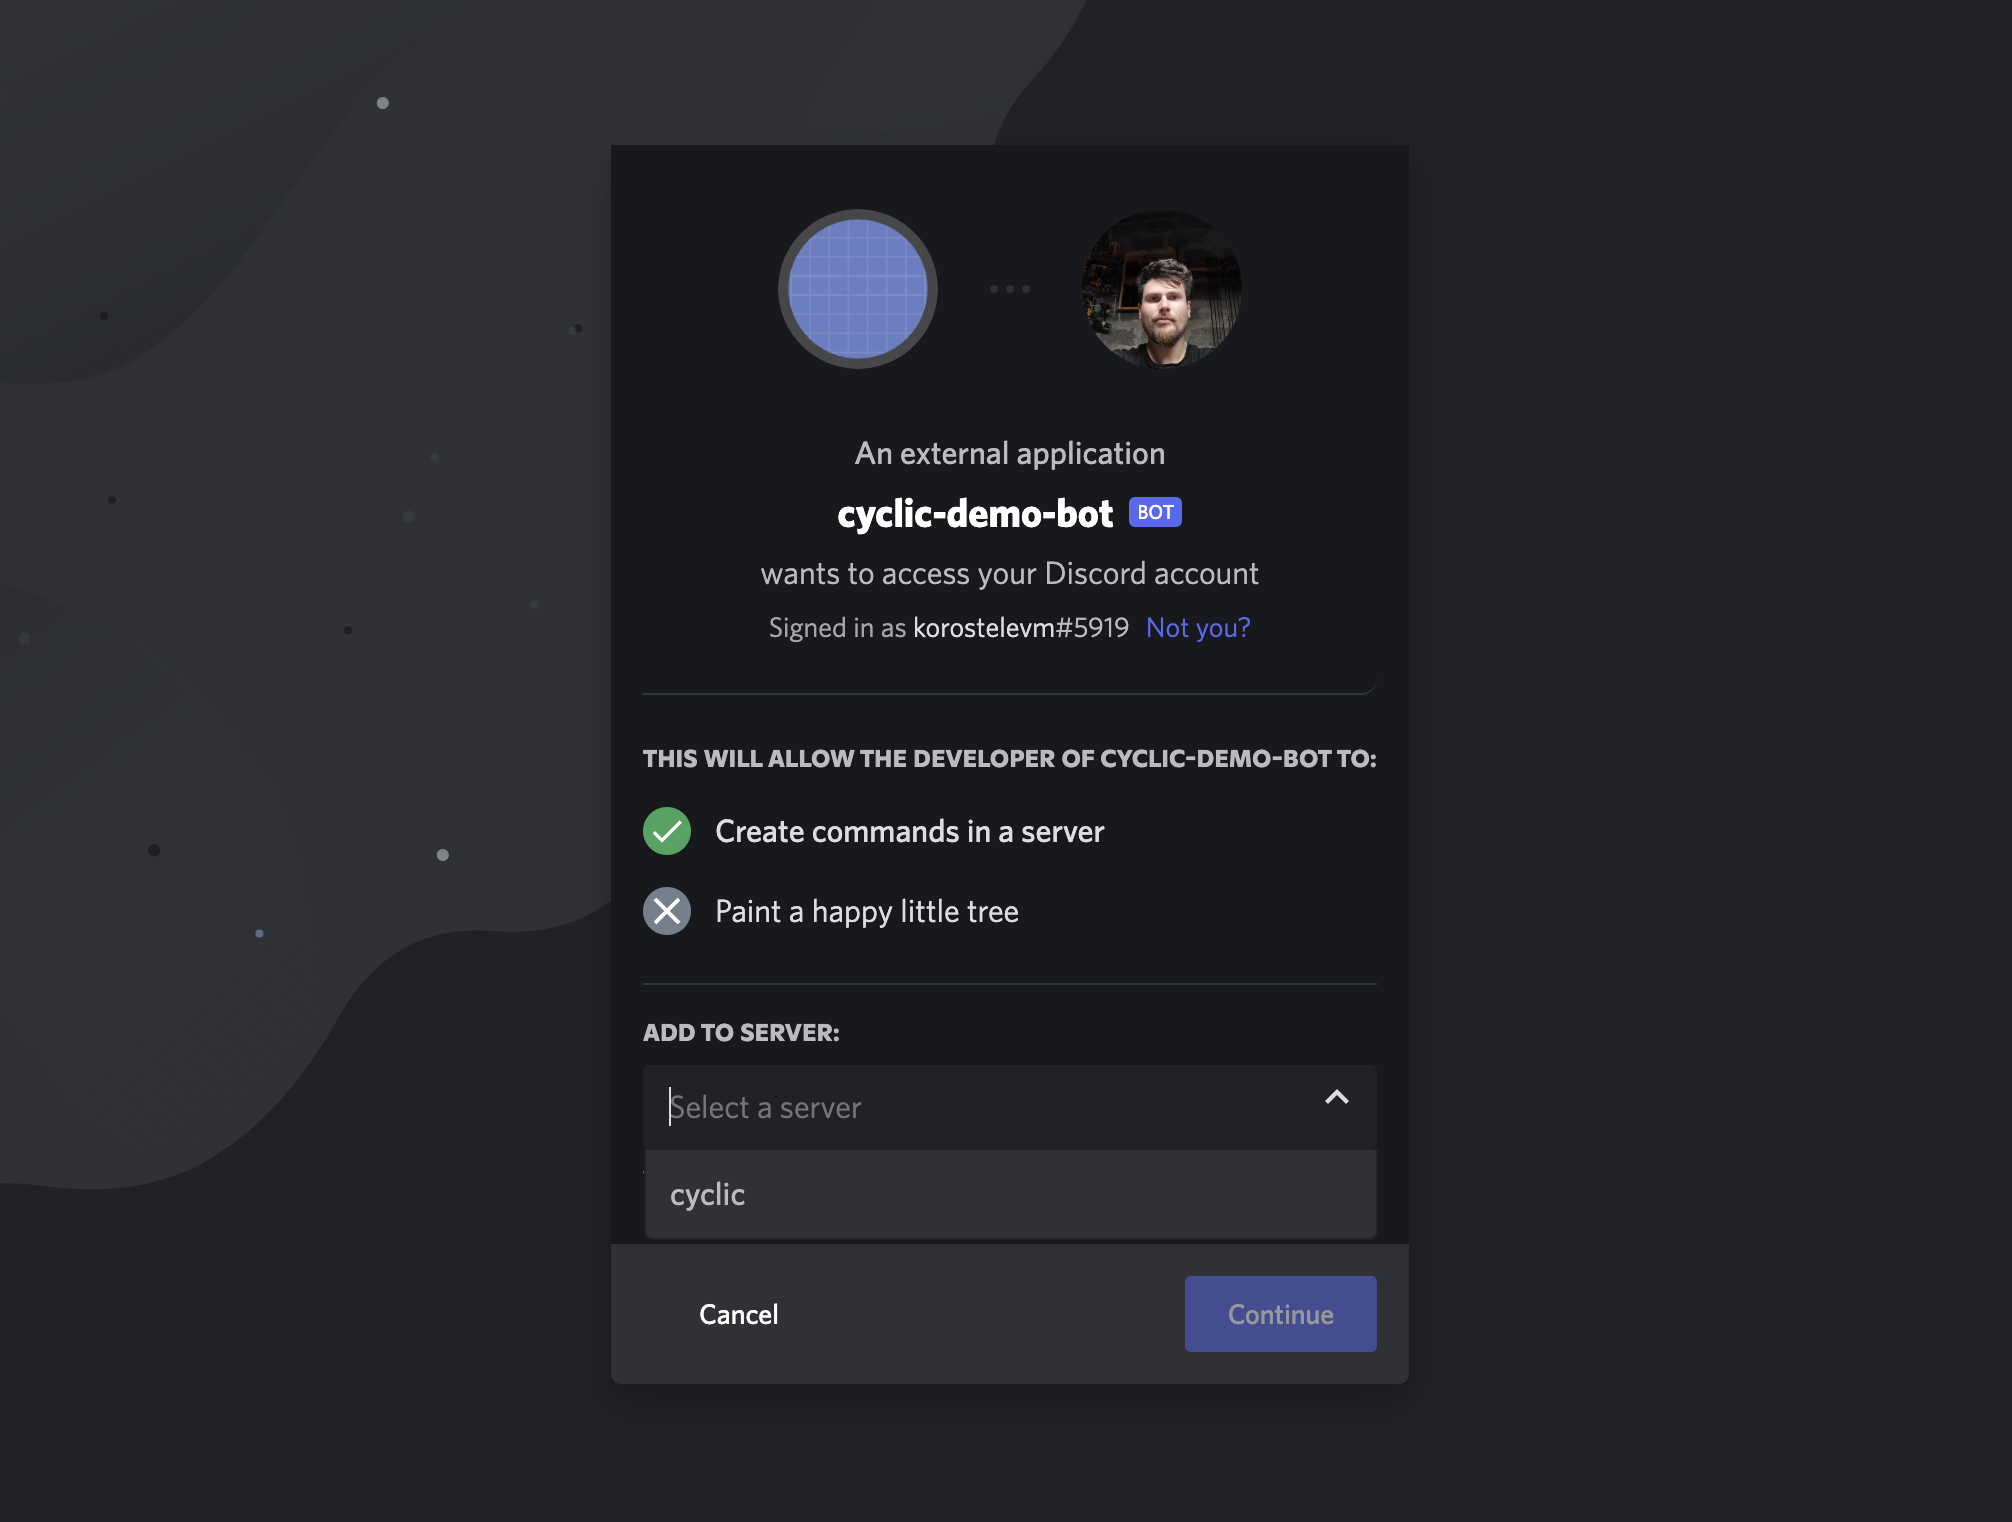 An external application
cyclic-demo-bot BOT
wants to access your Discord account
Signed in as korostelevm#5919 Not you?
THIS WILL ALLOW THE DEVELOPER OF CYCLIC-DEMO-BOT TO:
Create commands in a server
Paint a happy little tree
ADD TO SERVER:
Select a server
cyclic
Cancel
Continue